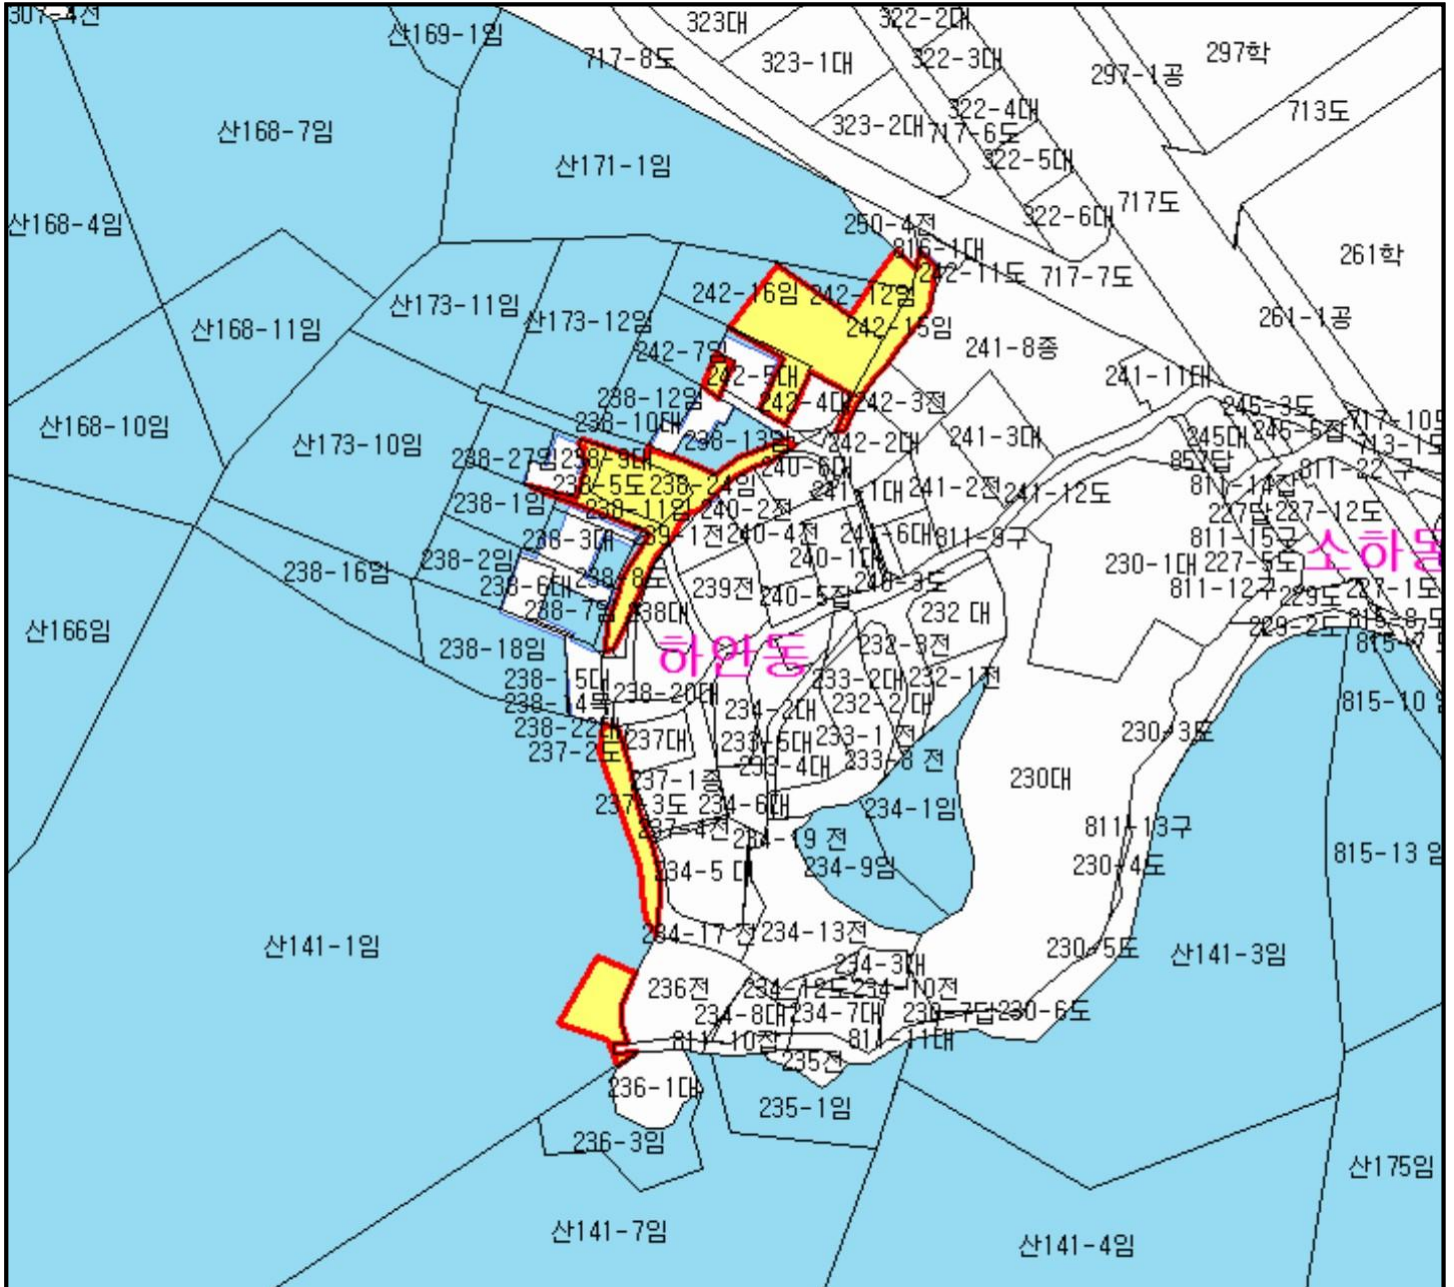 307-4전
산169-1임
323대
322-2대
717-8도
323-1대
322-3대
297-1공
297학
산168-7임
322-4대
713도
323-2대
717-6도
산171-1임
322-5대
산168-4임
322-6대
717도
250-4전
816-1대
261학
242-11도
717-7도
242-16임
242-12임
산173-11임
산168-11임
산173-12임
242-15임
261-1공
241-8종
242-7임
242-5대
241-11대
238-12임
242-4대
242-3전
245-3도
238-10대
산168-10임
산173-10임
238-13임
242-2대
241-3대
245대
245-5잡
238-27임
238-9대
240-6대
857답
811-22 구
238-5도
238-24임
241-1대
241-2전
241-12도
811-14잡
238-1임
238-11임
240-2전
227답
227-12도
238-3대
239-1전
240-4전
241-6대
811-9구
811-15구
소하동
238-2임
240-1대
230-1대
227-5도
238-16임
238-8도
238-6대
239전
240-3도
811-12구
229도
227-1도
240-5잡
238-7임
238대
232 대
산166임
229-2도
하안동
232-3전
238-18임
233-2대
232-1전
238-20대
232-2대
238-14목
234-2대
815-10
238-22대
237대
233-5대
233-1 전
230-3도
237-2도
233-4대
233-8 전
237-1종
230대
237-3도
234-6대
234-1임
237-4전
234-19 전
811-13구
234-5 대
234-9임
230-4도
815-13 임
234-17 전
234-13전
산141-1임
230-5도
산141-3임
234-3대
236전
234-12도
234-10전
234-8대
234-7대
230-7답
230-6도
811-10잡
811-11대
235전
236-1대
235-1임
236-3임
산175임
산141-7임
산141-4임